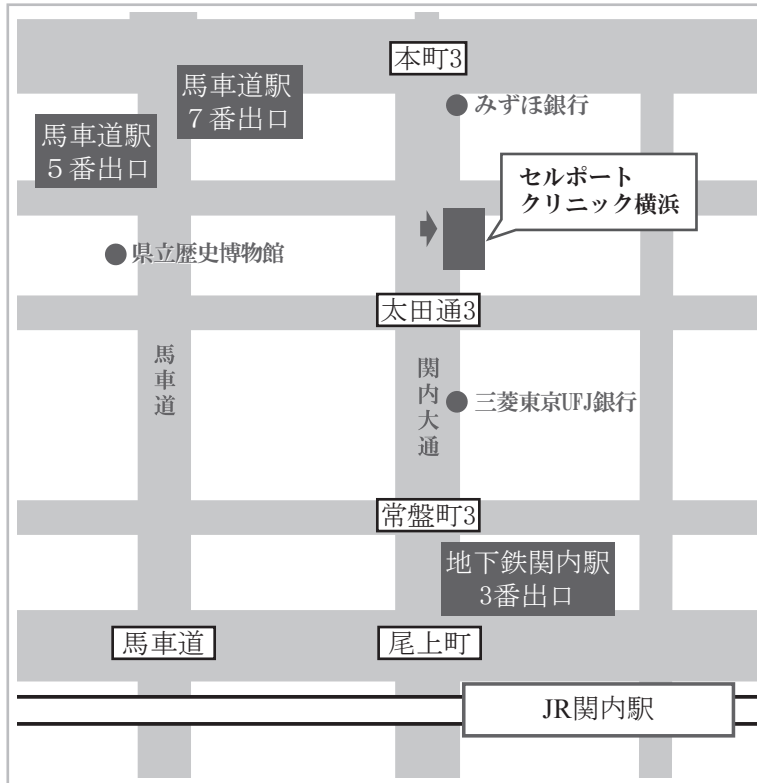 本町3
馬車道駅
７番出口
みずほ銀行
馬車道駅
５番出口
セルポート
クリニック横浜
県立歴史博物館
太田通3
馬車道
関内大通
三菱東京UFJ銀行
常盤町3
地下鉄関内駅
3番出口
馬車道
尾上町
JR関内駅